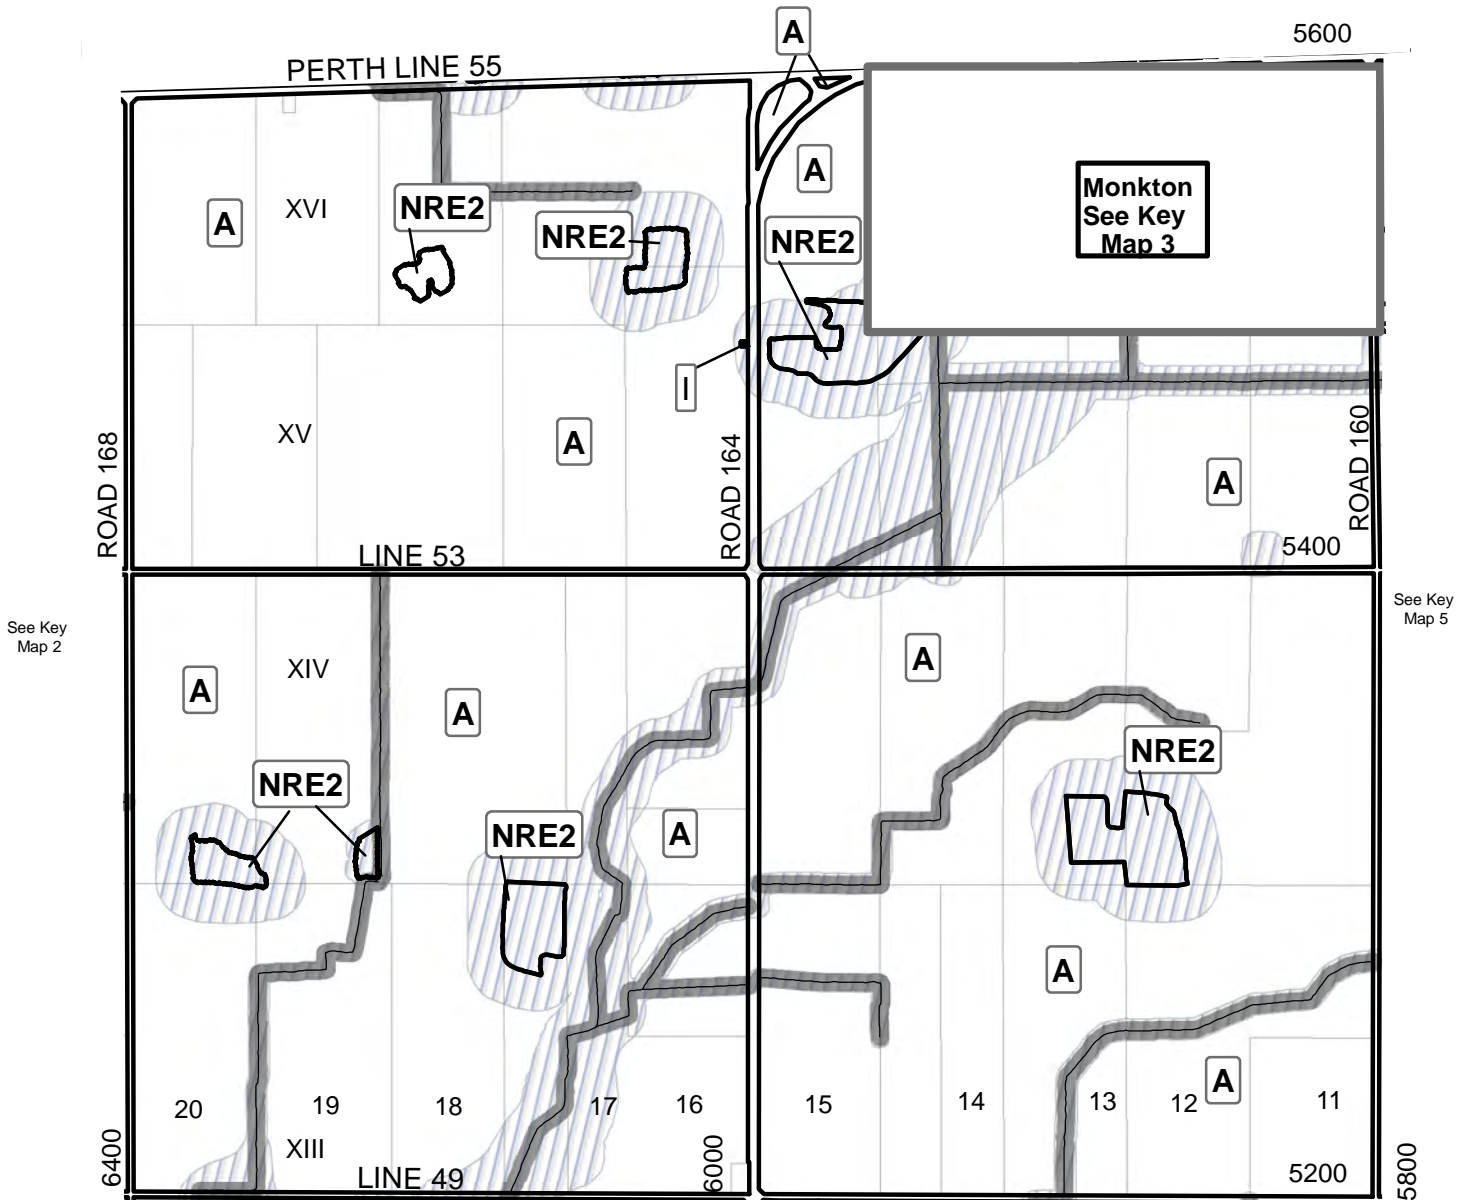 A
5600
PERTH LINE 55
A
A
XVI
NRE2
NRE2
NRE2
Monkton
See Key
Map 3
I
XV
A
A
ROAD 168
ROAD 164
ROAD 160
LINE 53
5400
See Key
Map 2
See Key
Map 5
XIV
A
A
A
NRE2
NRE2
NRE2
A
A
A
20
19
18
17
16
15
14
13
12
11
XIII
6400
LINE 49
6000
5200
5800